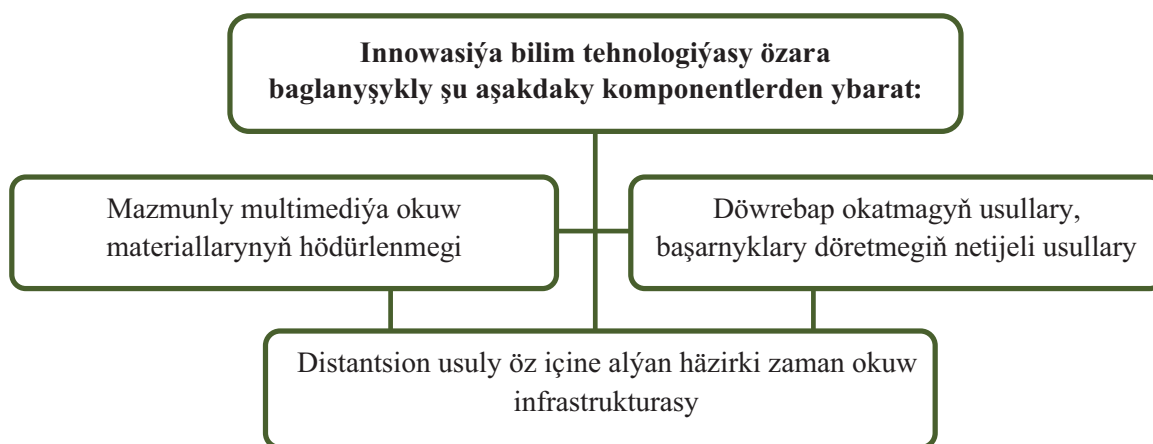 Innowasiýa bilim tehnologiýasy özara
baglanyşykly şu aşakdaky komponentlerden ybarat:
Mazmunly multimediýa okuw
materiallarynyň hödürlenmegi
Döwrebap okatmagyň usullary,
başarnyklary döretmegiň netijeli usullary
Distantsion usuly öz içine alýan häzirki zaman okuw
infrastrukturasy